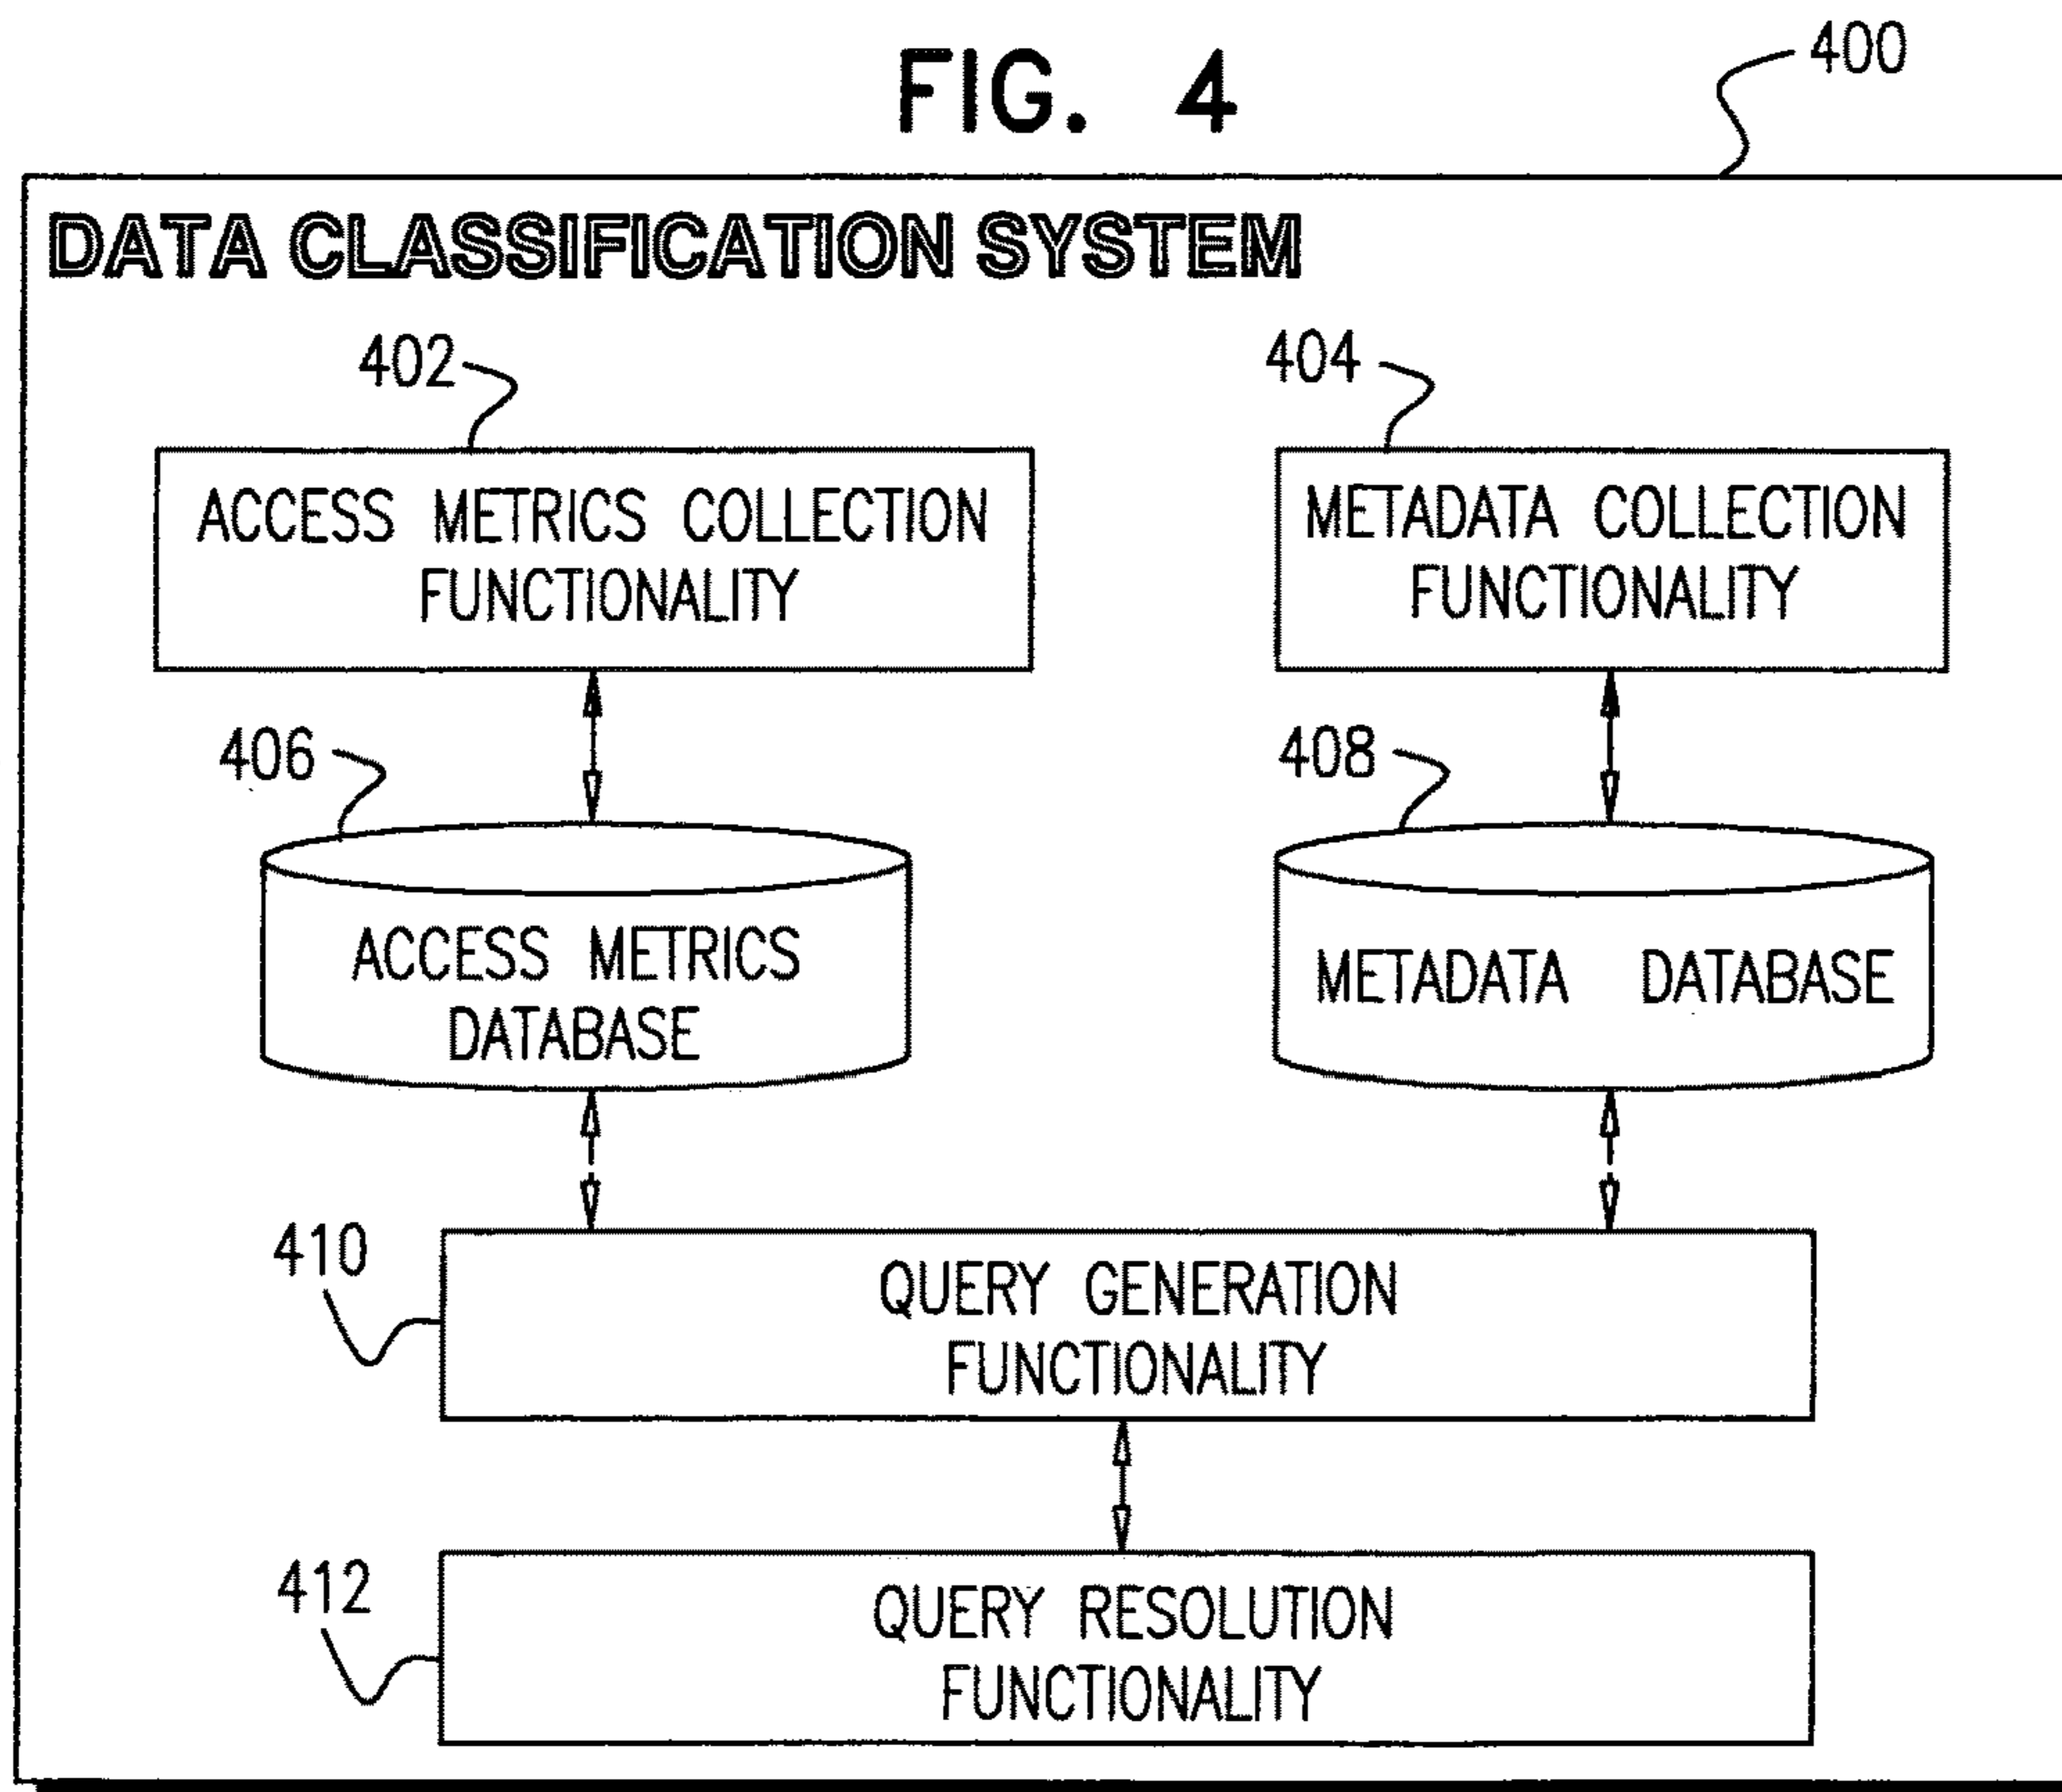 FIG. 4
400
DATA CLASSIFICATION SYSTEM
402
404
ACCESS METRICS COLLECTION
FUNCTIONALITY
METADATA COLLECTION
FUNCTIONALITY
406
408
ACCESS METRICS
DATABASE
METADATA DATABASE
410
QUERY GENERATION
FUNCTIONALITY
412
QUERY RESOLUTION
FUNCTIONALITY